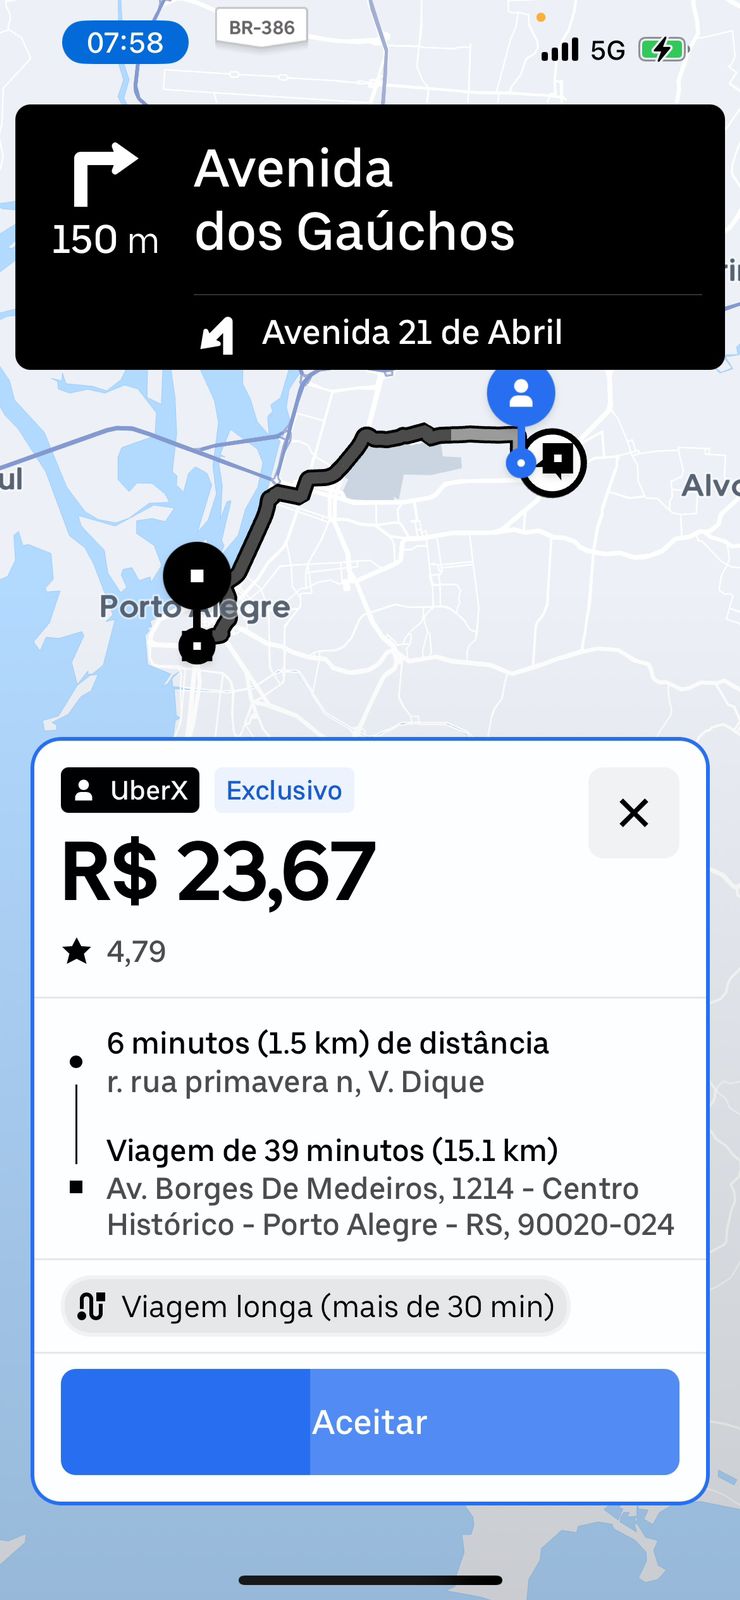 07:58
BR-386
5G
Avenida
dos Gaúchos
150 m
Avenida 21 de Abril
ul
Alvo
Porto Alegre
UberX
Exclusivo
R$ 23,67
4,79
6 minutos (1.5 km) de distância
r. rua primavera n, V. Dique
Viagem de 39 minutos (15.1 km)
Av. Borges De Medeiros, 1214 - Centro
Histórico - Porto Alegre - RS, 90020-024
Viagem longa (mais de 30 min)
Aceitar